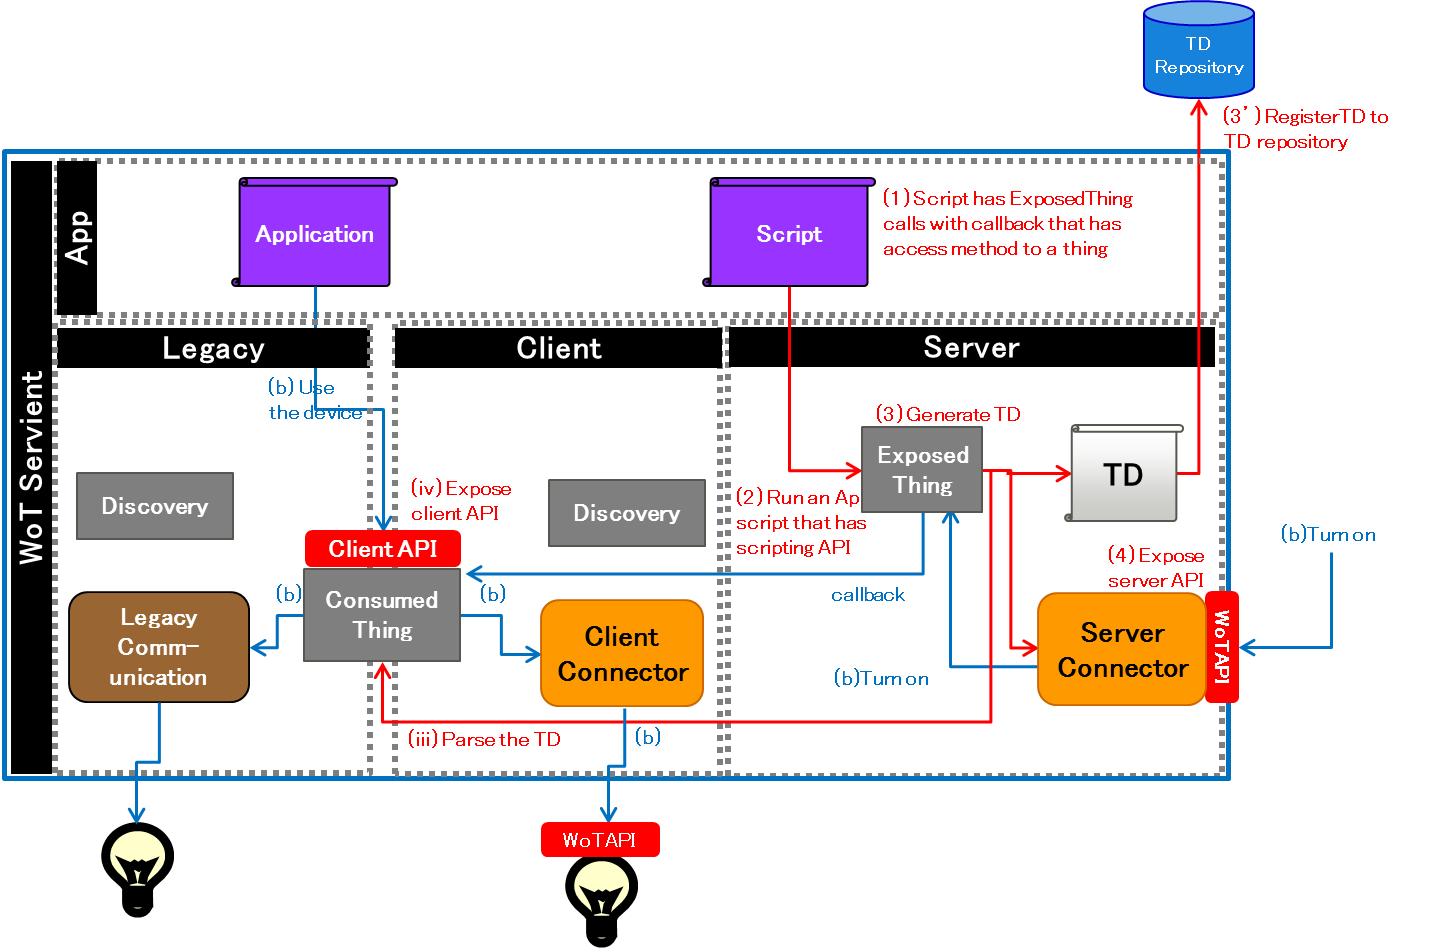 TD
Repository
(3’) RegisterTD to
TD repository
WoT Servient
App
Application
Script
(1) Script has ExposedThing
calls with callback that has
access method to a thing
Legacy
Client
Server
(b) Use
the device
(3) Generate TD
Exposed
Thing
TD
Discovery
(iv) Expose
client API
Discovery
(2) Run an Ap
script that has
scripting API
(b)Turn on
Client API
(4) Expose
server API
Consumed
Thing
(b)
(b)
callback
Legacy
Comm-
unication
Client
Connector
Server
Connector
WoTAPI
(b)Turn on
(iii) Parse the TD
(b)
WoTAPI